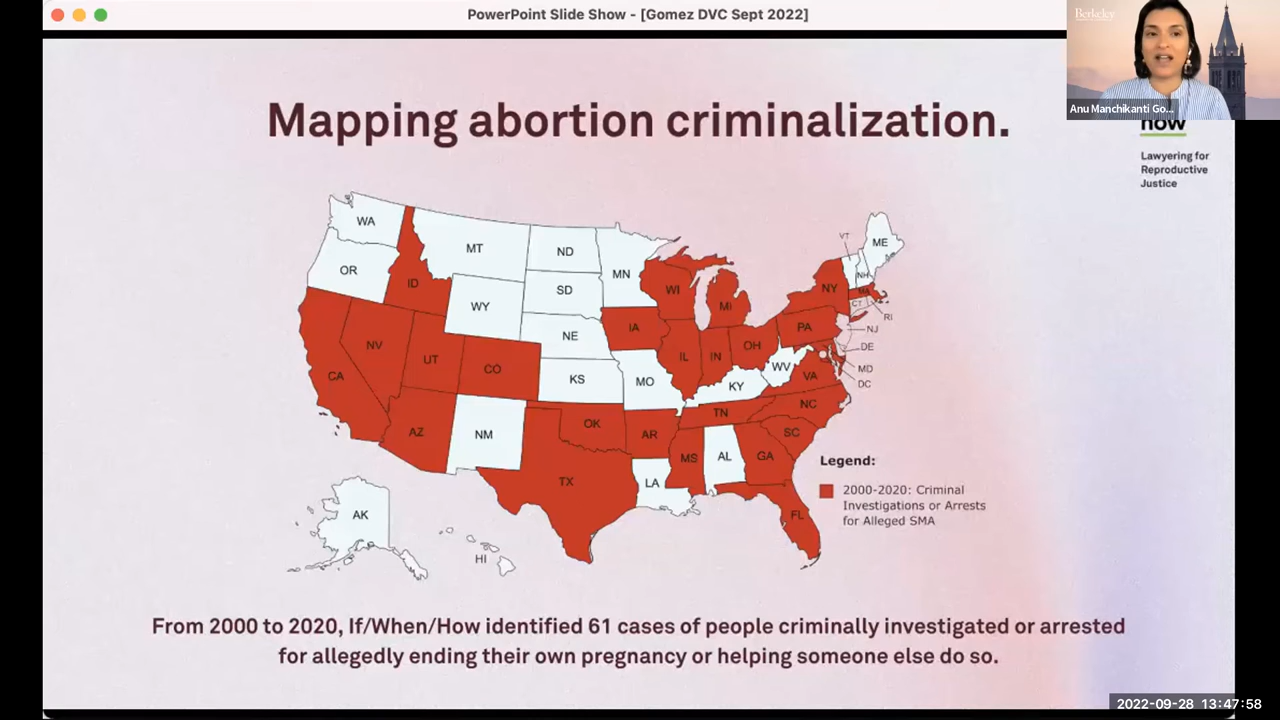 PowerPoint Slide Show - [Gomez DVC Sept 2022]
Berkeley
Anu Manchikanti Go...
Mapping abortion criminalization.
now
Lawyering for
Reproductive
Justice
WA
MT
ND
MN
OR
ID
WY
SD
WI
MI
VT
ME
NH
NY
MA
CT
RI
NV
UT
CO
NE
IA
IL
IN
OH
PA
NJ
DE
MD
DC
CA
KS
MO
KY
WV
VA
AZ
NM
OK
AR
TN
NC
SC
TX
LA
MS
AL
GA
FL
AK
HI
Legend:
2000-2020: Criminal
Investigations or Arrests
for Alleged SMA
From 2000 to 2020, If/When/How identified 61 cases of people criminally investigated or arrested
for allegedly ending their own pregnancy or helping someone else do so.
2022-09-28 13:47:58